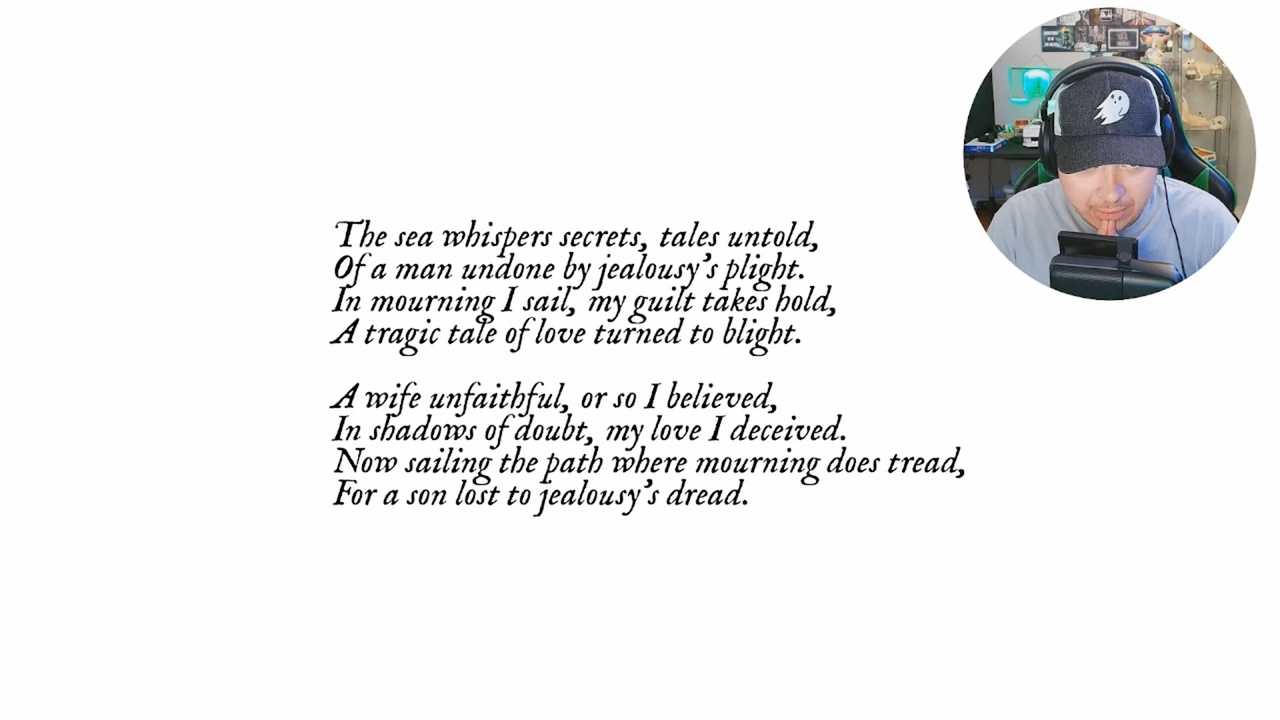 The sea whispers secrets, tales untold,
Of a man undone by jealousy's plight.
In mourning I sail, my guilt takes hold,
A tragic tale of love turned to blight.
A wife unfaithful, or so I believed,
In shadows of doubt, my love I deceived.
Now sailing the path where mourning does tread,
For a son lost to jealousy's dread.